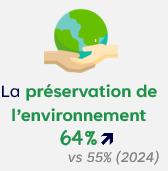 La préservation de
l'environnement
64%
vs 55% (2024)